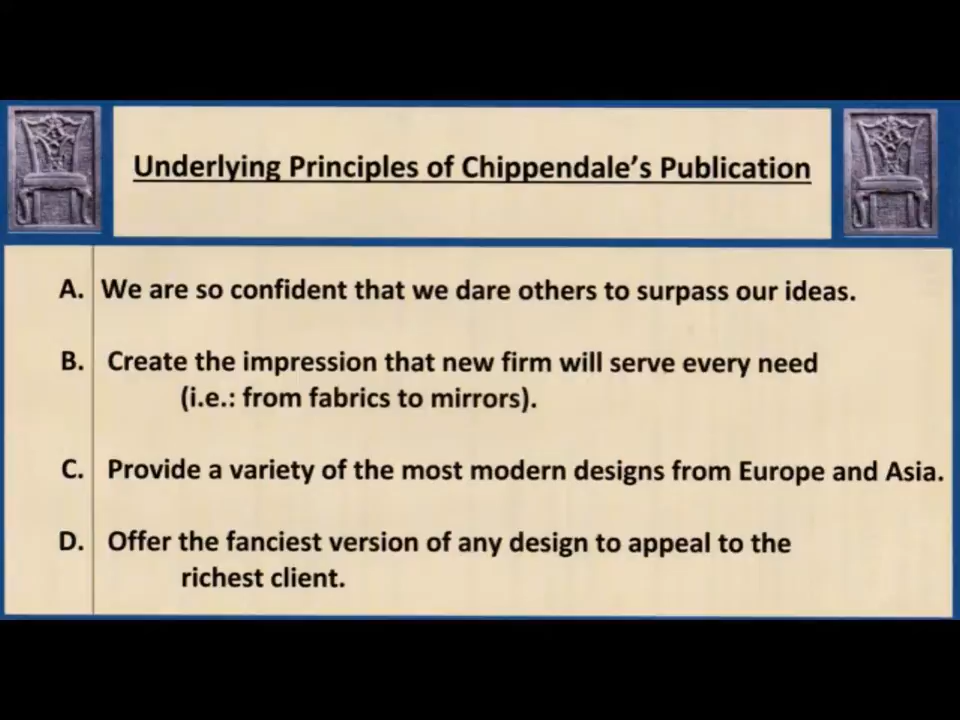 Underlying Principles of Chippendale’s Publication
A. We are so confident that we dare others to surpass our ideas.
B. Create the impression that new firm will serve every need
(i.e.: from fabrics to mirrors).
C. Provide a variety of the most modern designs from Europe and Asia.
D. Offer the fanciest version of any design to appeal to the
richest client.